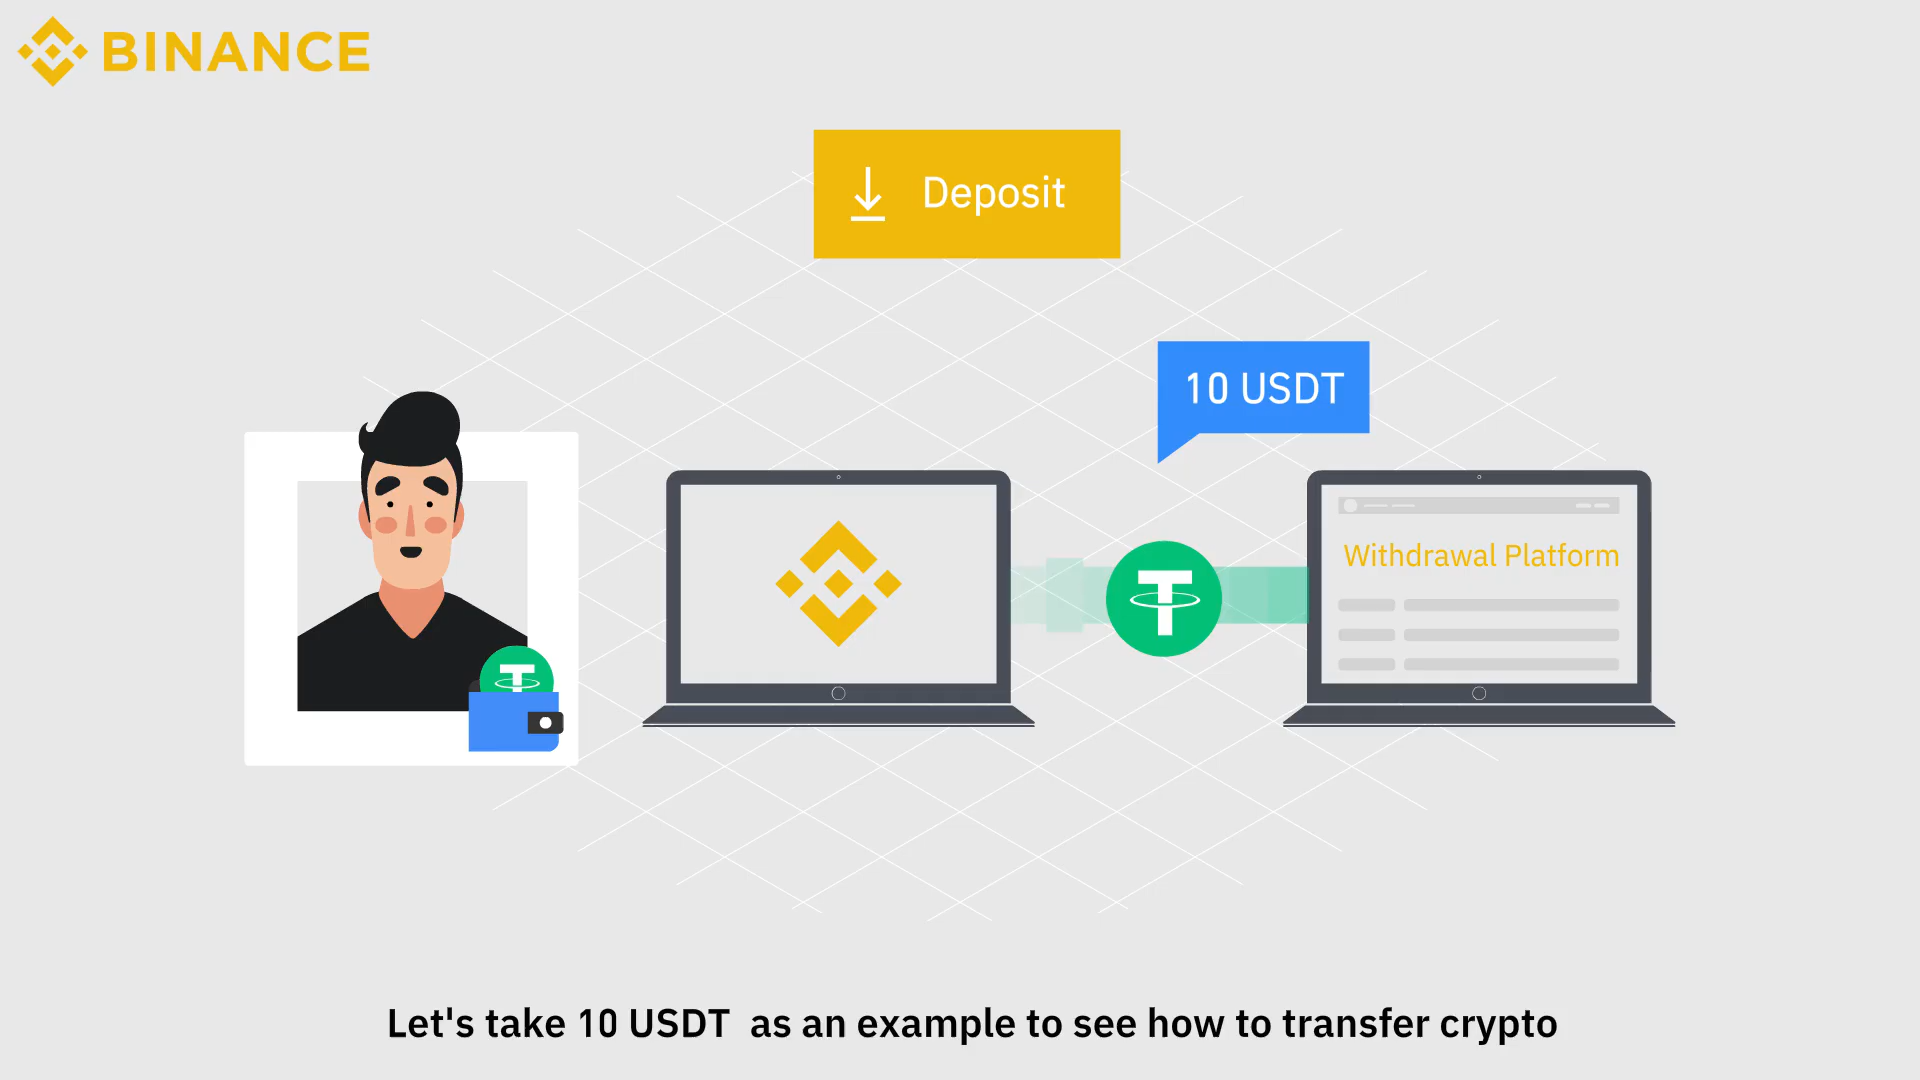 BINANCE
Deposit
10 USDT
Withdrawal Platform
Let's take 10 USDT  as an example to see how to transfer crypto